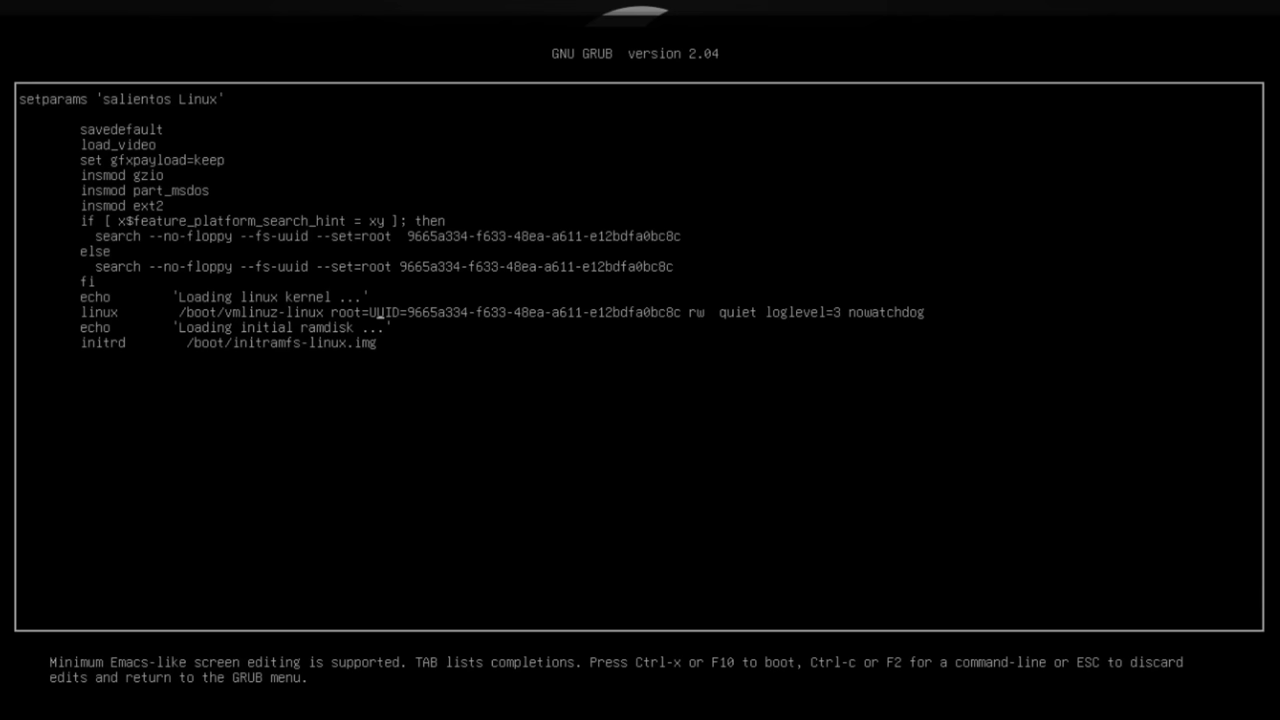 GNU GRUB  version 2.04
setparams 'salientos Linux'
savedefault
load_video
set gfxpayload=keep
insmod gzio
insmod part_msdos
insmod ext2
if [ x$feature_platform_search_hint = xy ]; then
search --no-floppy --fs-uuid --set=root  9665a334-f633-48ea-a611-e12bdfa0bc8c
else
search --no-floppy --fs-uuid --set=root 9665a334-f633-48ea-a611-e12bdfa0bc8c
fi
echo        'Loading linux kernel ...'
linux        /boot/vmlinuz-linux root=UUID=9665a334-f633-48ea-a611-e12bdfa0bc8c rw  quiet loglevel=3 nowatchdog
echo        'Loading initial ramdisk ...'
initrd        /boot/initramfs-linux.img
Minimum Emacs-like screen editing is supported. TAB lists completions. Press Ctrl-x or F10 to boot, Ctrl-c or F2 for a command-line or ESC to discard
edits and return to the GRUB menu.